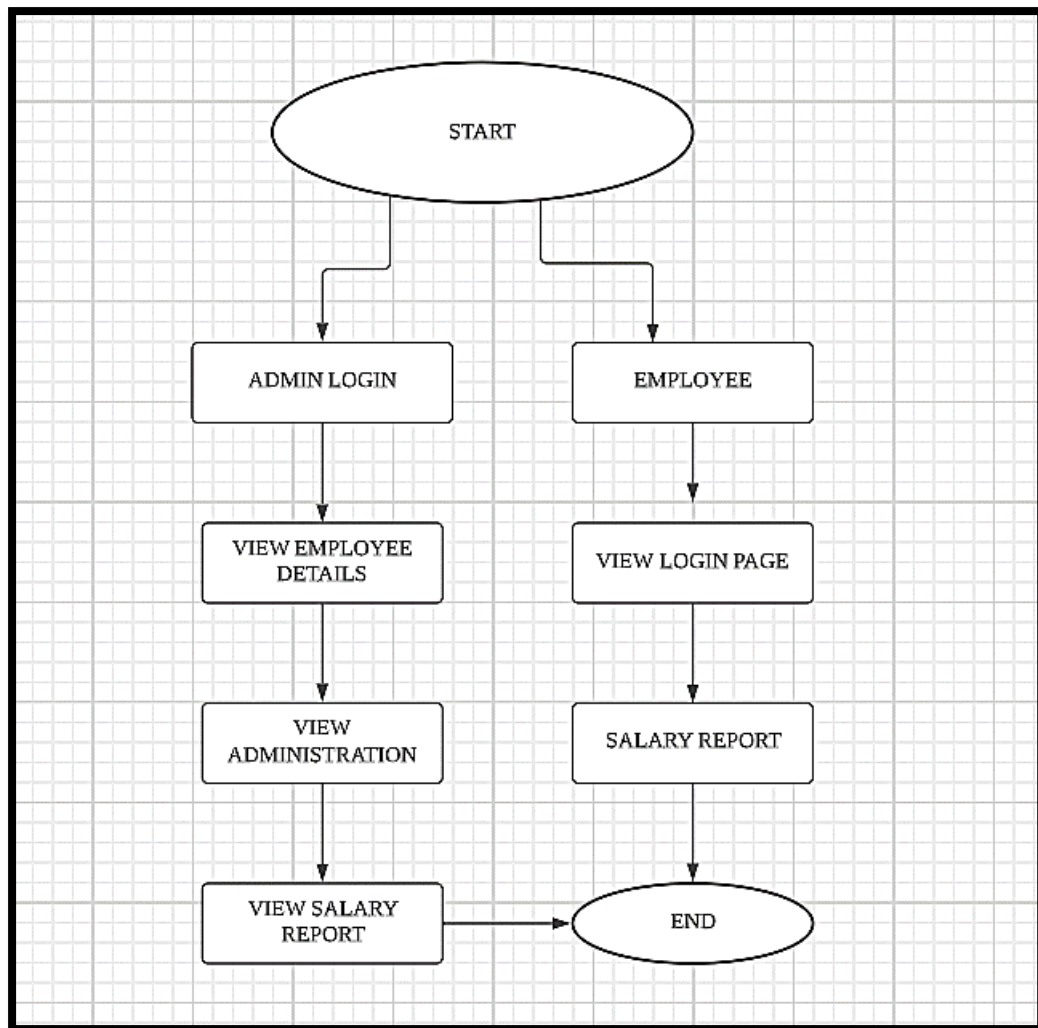 START
ADMIN LOGIN
EMPLOYEE
VIEW EMPLOYEE
DETAILS
VIEW LOGIN PAGE
VIEW
ADMINISTRATION
SALARY REPORT
VIEW SALARY
REPORT
END